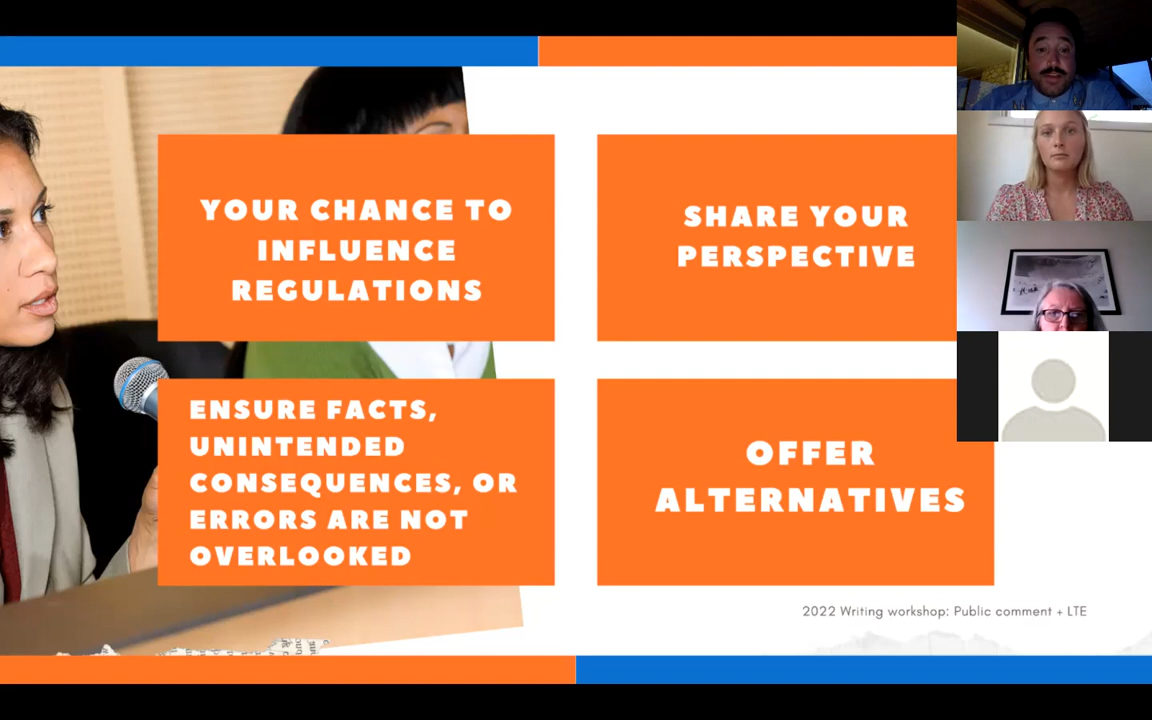 YOUR CHANCE TO
INFLUENCE
REGULATIONS
SHARE YOUR
PERSPECTIVE
ENSURE FACTS,
UNINTENDED
CONSEQUENCES, OR
ERRORS ARE NOT
OVERLOOKED
OFFER
ALTERNATIVES
2022 Writing workshop: Public comment + LTE